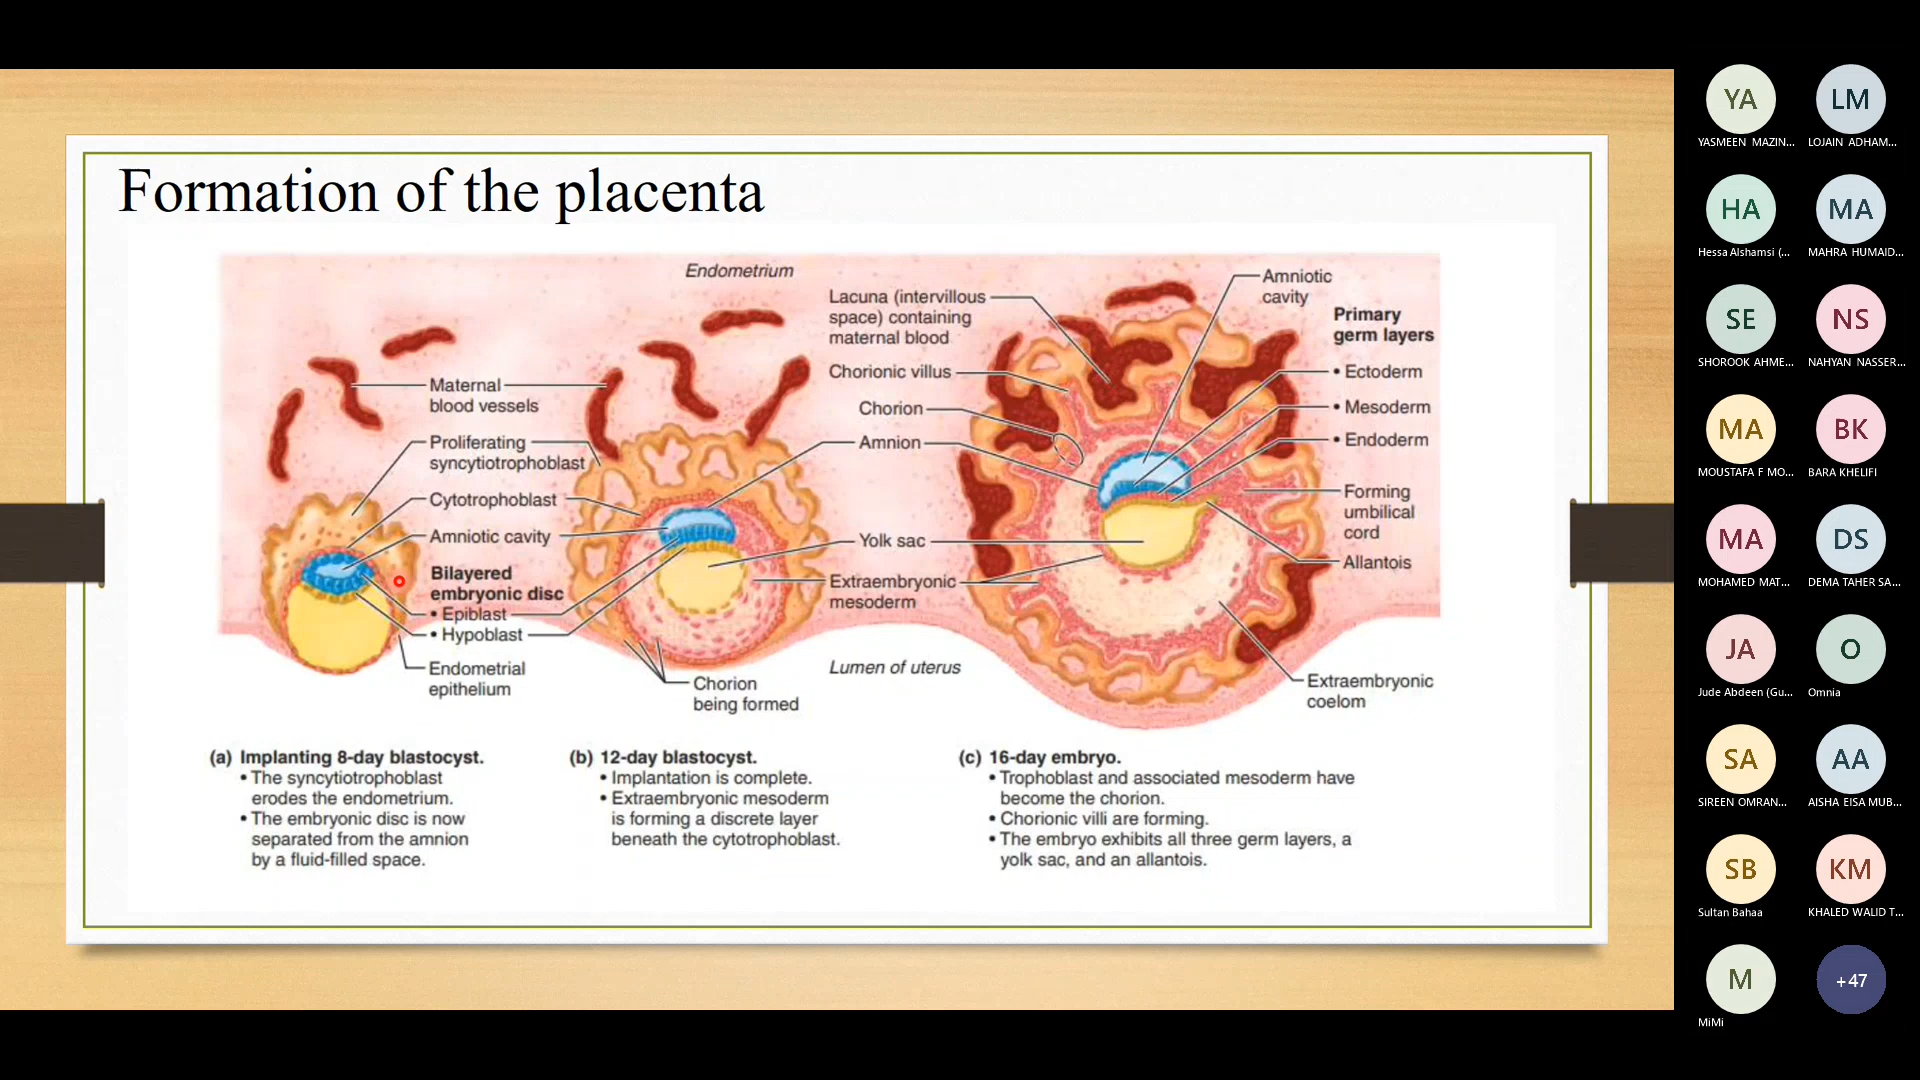 Formation of the placenta
Endometrium
Maternal
blood vessels
Proliferating
syncytiotrophoblast
Cytotrophoblast
Amniotic cavity
Bilayered
embryonic disc
• Epiblast
• Hypoblast
Endometrial
epithelium
Chorion
being formed
Lacuna (intervillous
space) containing
maternal blood
Chorionic villus
Chorion
Amnion
Yolk sac
Extraembryonic
mesoderm
Lumen of uterus
Amniotic
cavity
Primary
germ layers
• Ectoderm
• Mesoderm
• Endoderm
Forming
umbilical
cord
Allantois
Extraembryonic
coelom
(a) Implanting 8-day blastocyst.
• The syncytiotrophoblast
erodes the endometrium.
• The embryonic disc is now
separated from the amnion
by a fluid-filled space.
(b) 12-day blastocyst.
• Implantation is complete.
• Extraembryonic mesoderm
is forming a discrete layer
beneath the cytotrophoblast.
(c) 16-day embryo.
• Trophoblast and associated mesoderm have
become the chorion.
• Chorionic villi are forming.
• The embryo exhibits all three germ layers, a
yolk sac, and an allantois.
YA LM
YASMEEN MAZIN... LOJAIN ADHAM...
HA MA
Hessa Alshamsi (... MAHRA HUMAID...
SE NS
SHOROOK AHME... NAHYAN NASSER...
MA BK
MOUSTAFA F MO... BARA KHELIFI
MA DS
MOHAMED MAT... DEMA TAHER SA...
JA O
Jude Abdeen (Gu... Omnia
SA AA
SIREEN OMRAN... AISHA EISA MUB...
SB KM
Sultan Bahaa KHALED WALID T...
M +47
MiMi